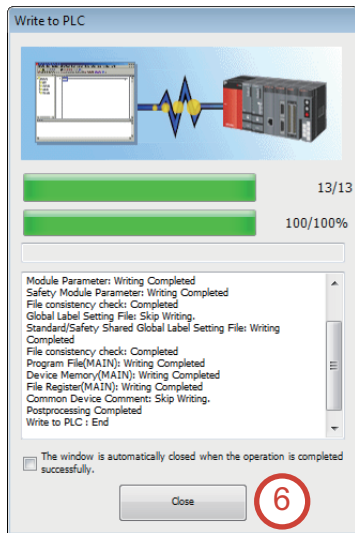 Write to PLC
13/13
100/100%
Module Parameter: Writing Completed
Safety Module Parameter: Writing Completed
File consistency check: Completed
Global Label Setting File: Skip Writing.
Standard/Safety Shared Global Label Setting File: Writing
Completed
File consistency check: Completed
Program File(MAIN): Writing Completed
Device Memory(MAIN): Writing Completed
File Register(MAIN): Writing Completed
Common Device Comment: Skip Writing.
Postprocessing Completed
Write to PLC : End
The window is automatically closed when the operation is completed
successfully.
Close
6